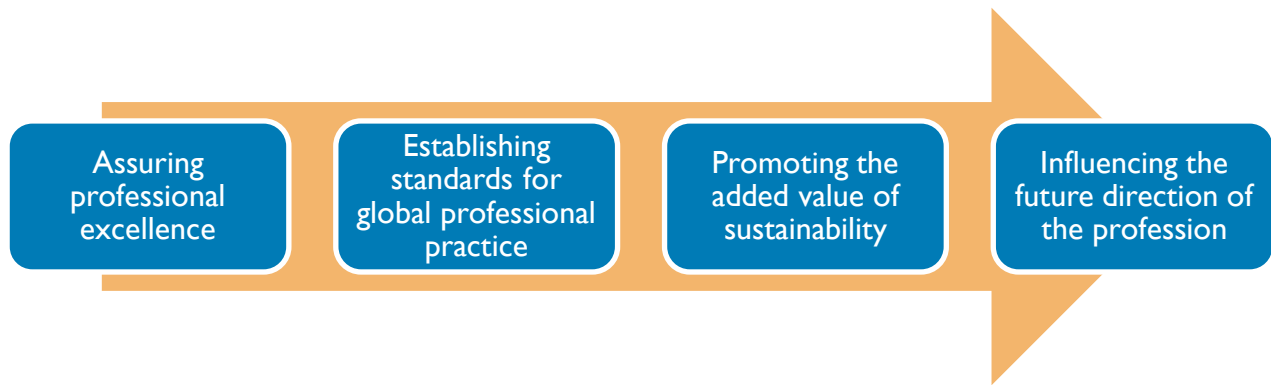 Assuring
professional
excellence
Establishing
standards for
global professional
practice
Promoting the
added value of
sustainability
Influencing the
future direction of
the profession